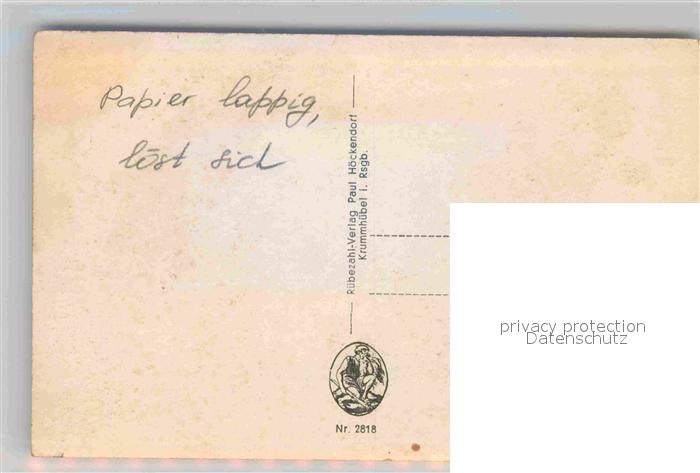 Papier lappig,
löst sich
Rübezahl-Verlag Paul Höckendorf
Krummhübel i. Rsgb.
privacy protection
Datenschutz
Nr. 2818